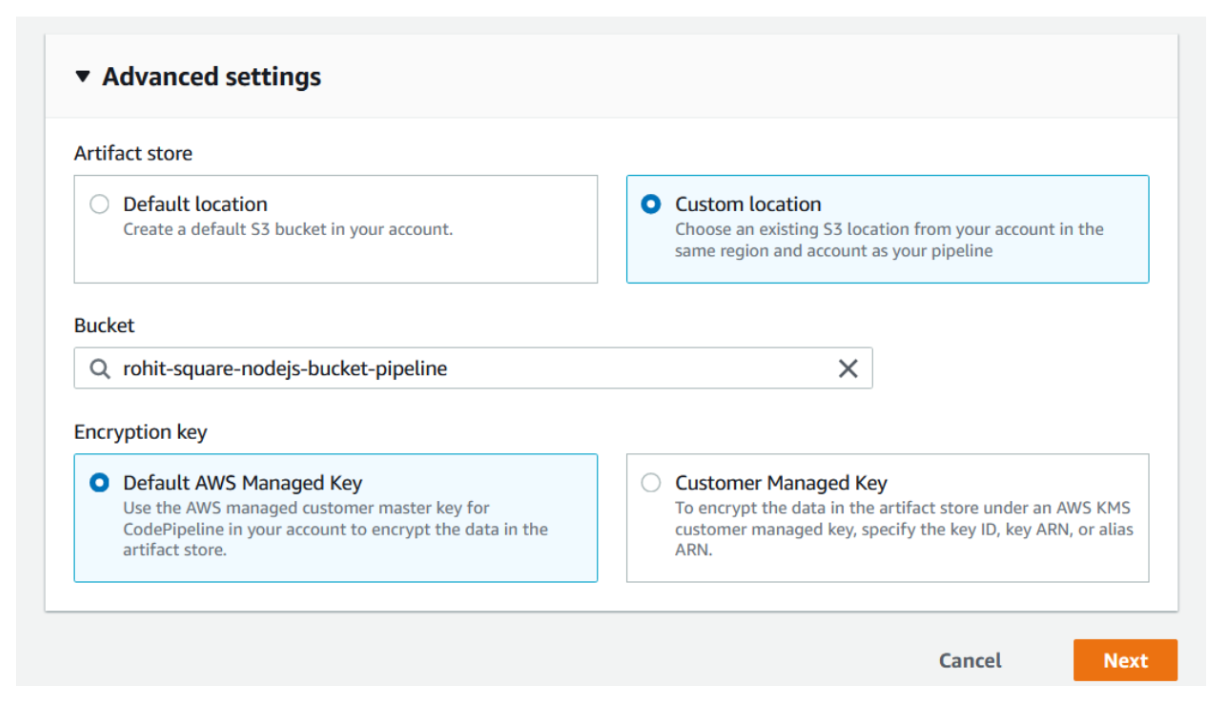 Advanced settings
Artifact store
Default location
Create a default S3 bucket in your account.
Custom location
Choose an existing S3 location from your account in the
same region and account as your pipeline
Bucket
rohit-square-nodejs-bucket-pipeline
Encryption key
Default AWS Managed Key
Use the AWS managed customer master key for
CodePipeline in your account to encrypt the data in the
artifact store.
Customer Managed Key
To encrypt the data in the artifact store under an AWS KMS
customer managed key, specify the key ID, key ARN, or alias
ARN.
Cancel
Next